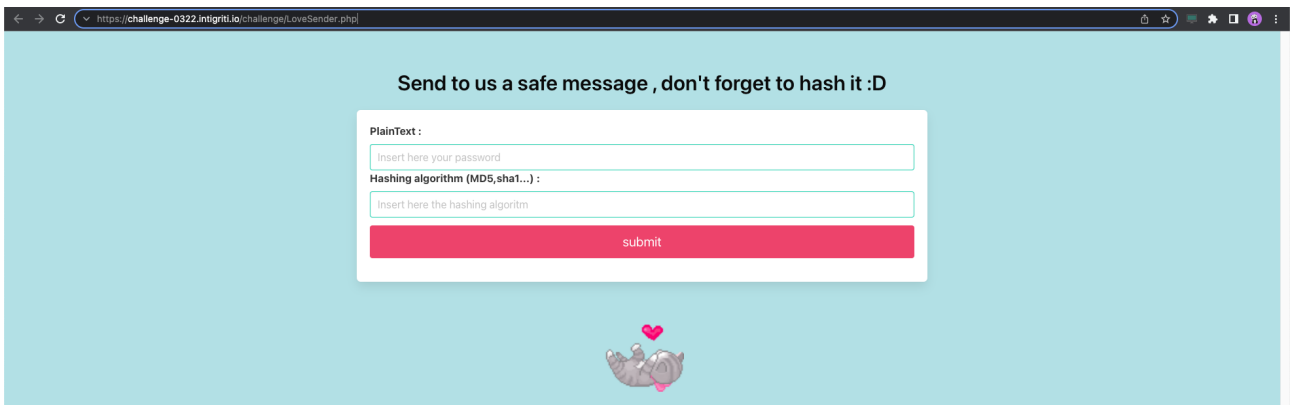 https://challenge-0322.intigriti.io/challenge/LoveSender.php
Send to us a safe message , don't forget to hash it :D
PlainText :
Insert here your password
Hashing algorithm (MD5,sha1...) :
Insert here the hashing algoritm
submit